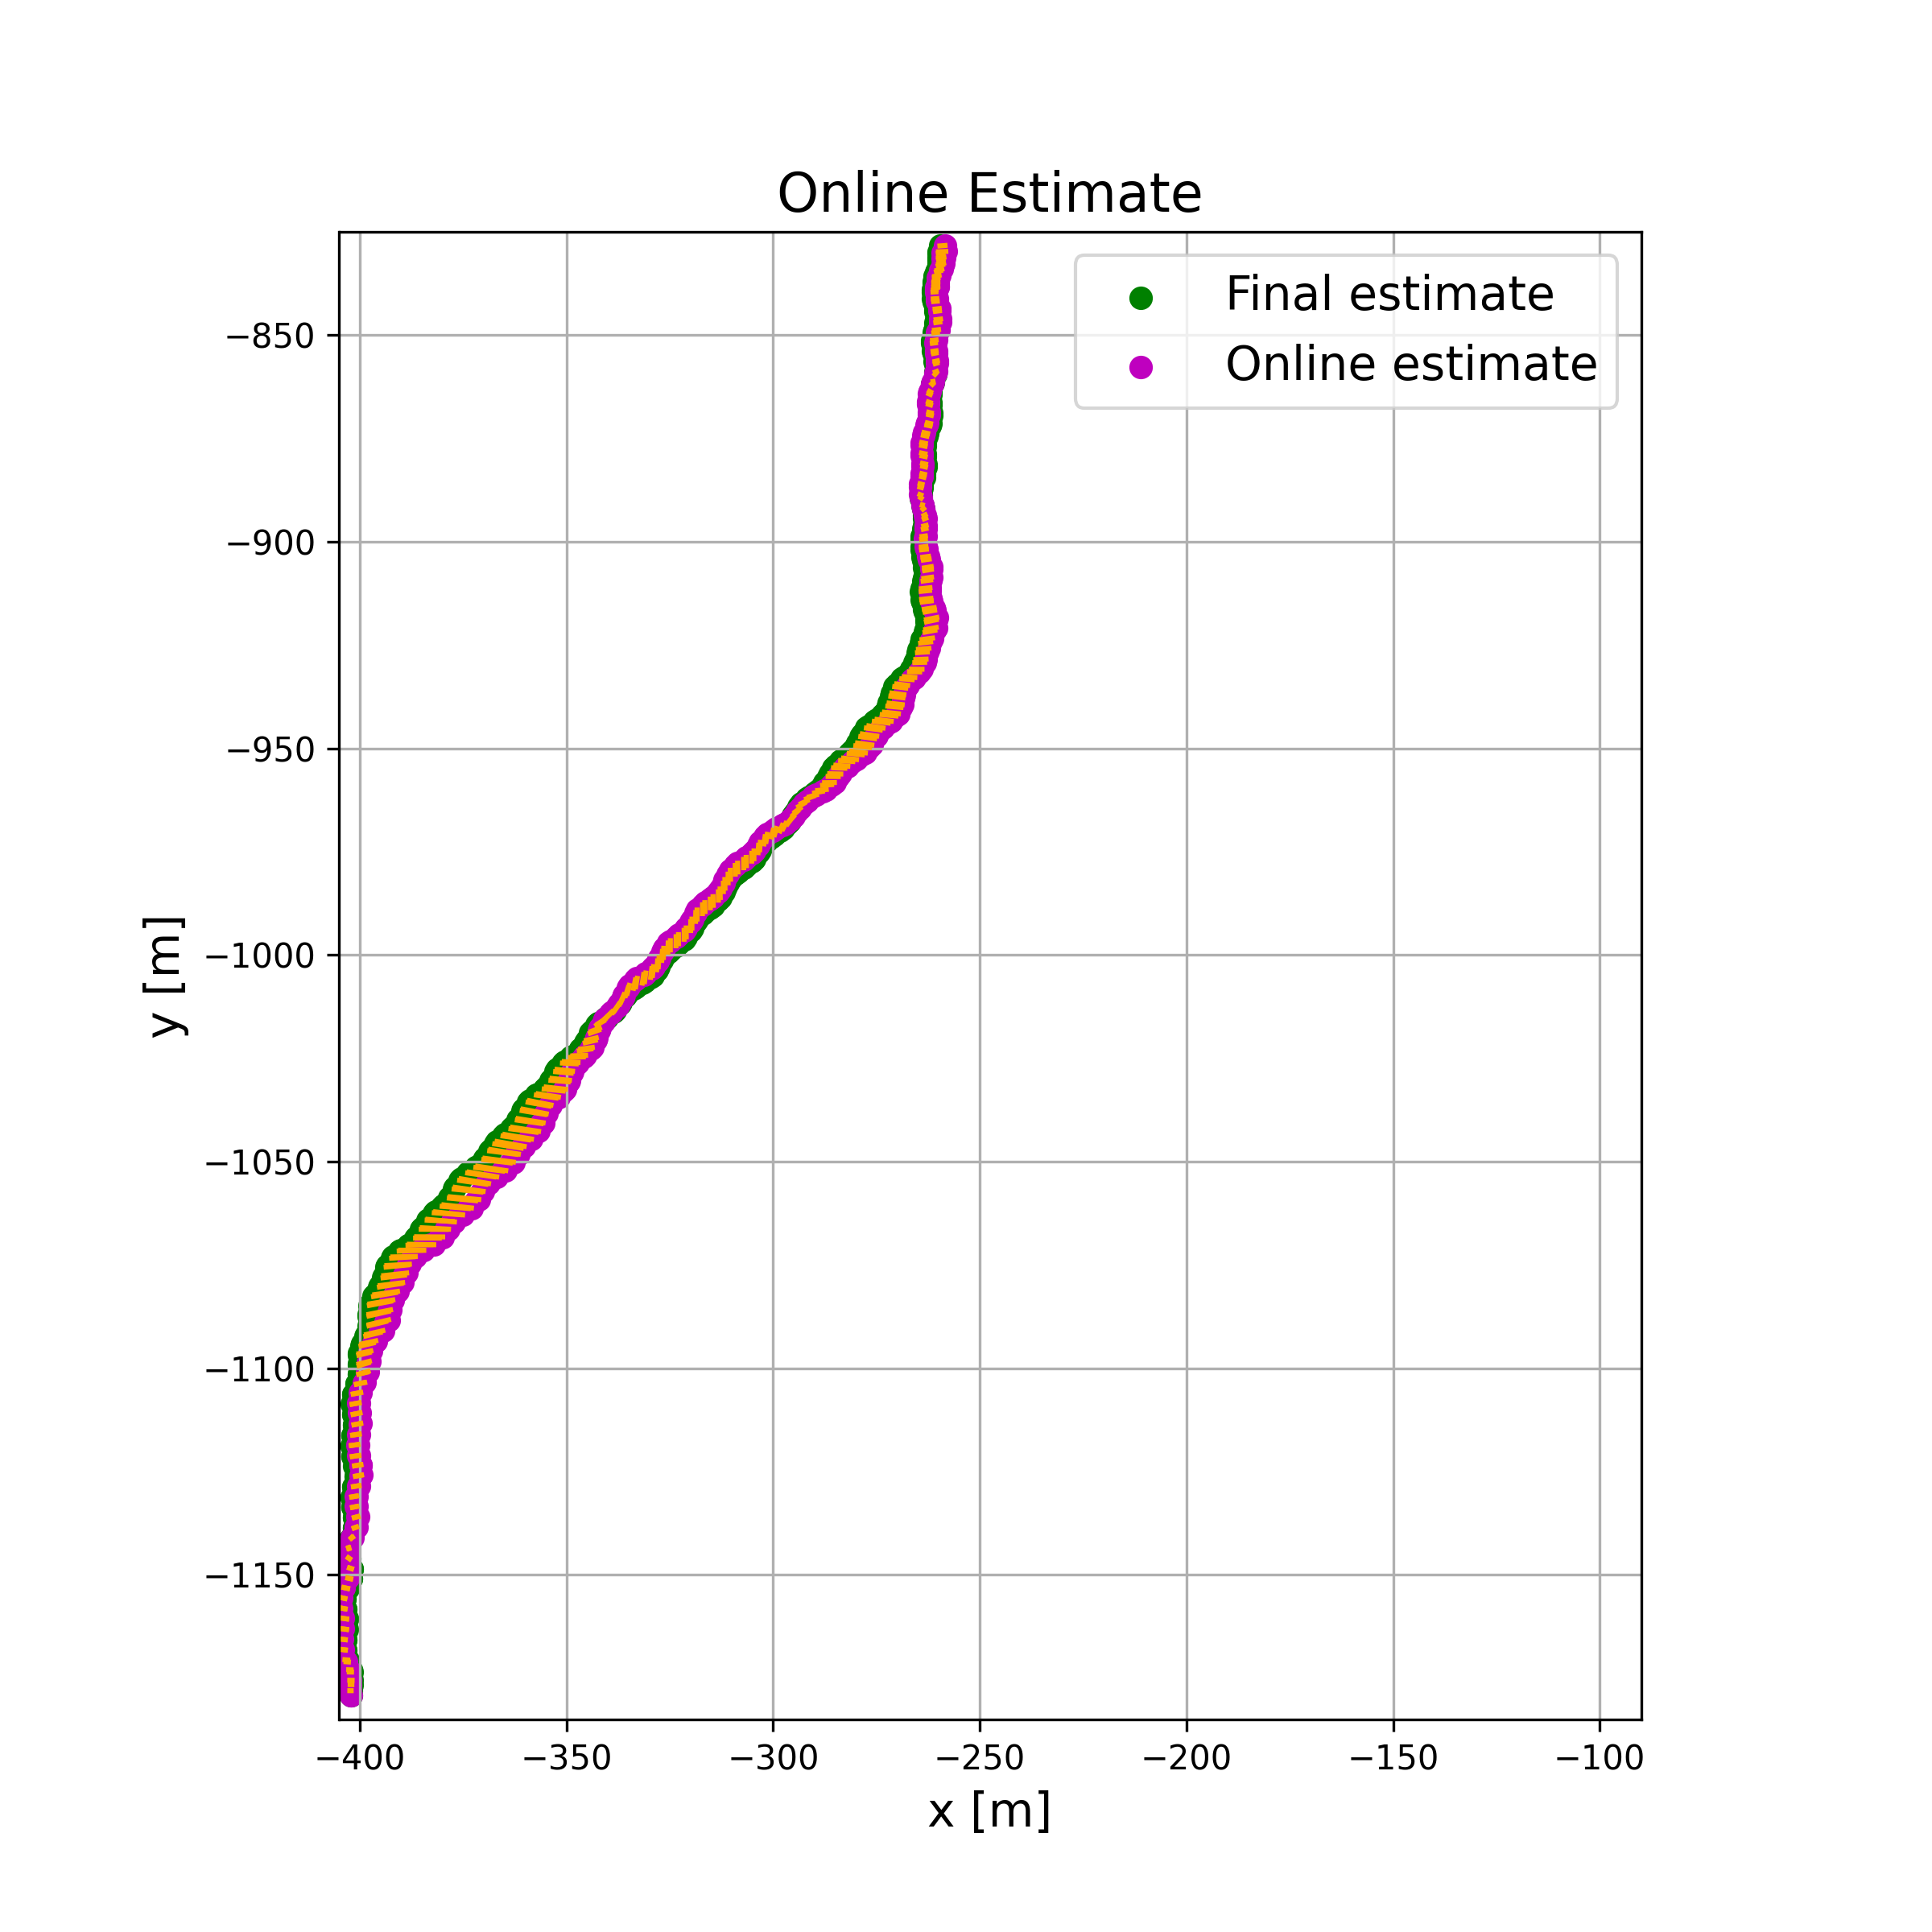 Online Estimate
Final estimate
Online estimate
−850
−900
−950
−1000
−1050
−1100
−1150
y [m]
−400 −350 −300 −250 −200 −150 −100
x [m]